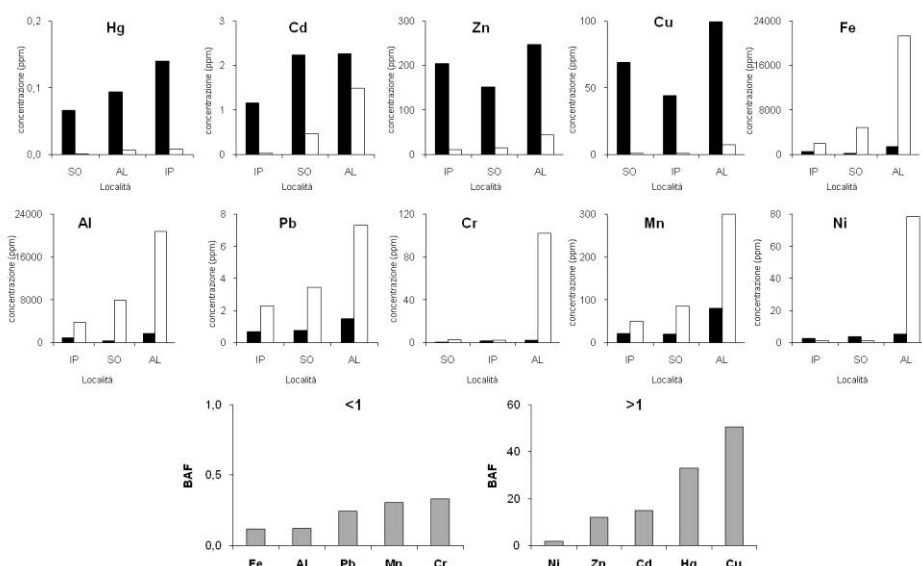 Hg
concentrazione (ppm)
0,2
0,1
0,0
SO AL IP
Località
Cd
concentrazione (ppm)
3
2
1
0
IP SO AL
Località
Zn
concentrazione (ppm)
300
200
100
0
IP SO AL
Località
Cu
concentrazione (ppm)
100
50
0
SO IP AL
Località
Fe
concentrazione (ppm)
24000
16000
8000
0
IP SO AL
Località
Al
concentrazione (ppm)
24000
16000
8000
0
IP SO AL
Località
Pb
concentrazione (ppm)
8
6
4
2
0
IP SO AL
Località
Cr
concentrazione (ppm)
120
80
40
0
SO IP AL
Località
Mn
concentrazione (ppm)
300
200
100
0
IP SO AL
Località
Ni
concentrazione (ppm)
80
60
40
20
0
IP SO AL
Località
<1
BAF
1,0
0,5
0,0
Fe Al Pb Mn Cr
>1
BAF
60
40
20
0
Ni Zn Cd Hg Cu